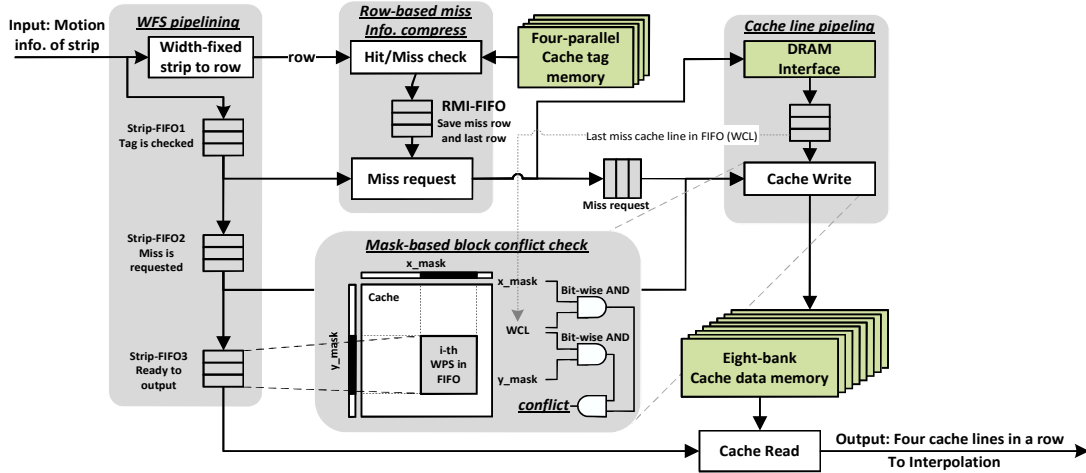 Input: Motion
info. of strip
WFS pipelining
Width-fixed
strip to row
row
Strip-FIFO1
Tag is checked
Strip-FIFO2
Miss is
requested
Strip-FIFO3
Ready to
output
Row-based miss
Info. compress
Hit/Miss check
RMI-FIFO
Save miss row
and last row
Miss request
Four-parallel
Cache tag
memory
Cache line pipeling
DRAM
Interface
Last miss cache line in FIFO (WCL)
Miss request
Cache Write
Mask-based block conflict check
x_mask
Cache
y_mask
i-th
WPS in
FIFO
x_mask
Bit-wise AND
WCL
Bit-wise AND
y_mask
conflict
Eight-bank
Cache data memory
Cache Read
Output: Four cache lines in a row
To Interpolation